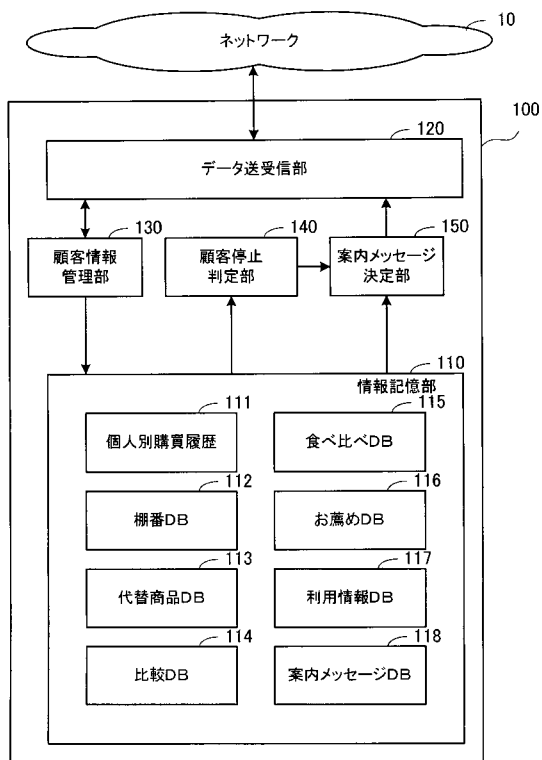 10
ネットワーク
100
120
データ送受信部
130
顧客情報
管理部
140
顧客停止
判定部
150
案内メッセージ
決定部
110
情報記憶部
111
個人別購買履歴
115
食べ比べDB
112
棚番DB
116
お薦めDB
113
代替商品DB
117
利用情報DB
114
比較DB
118
案内メッセージDB